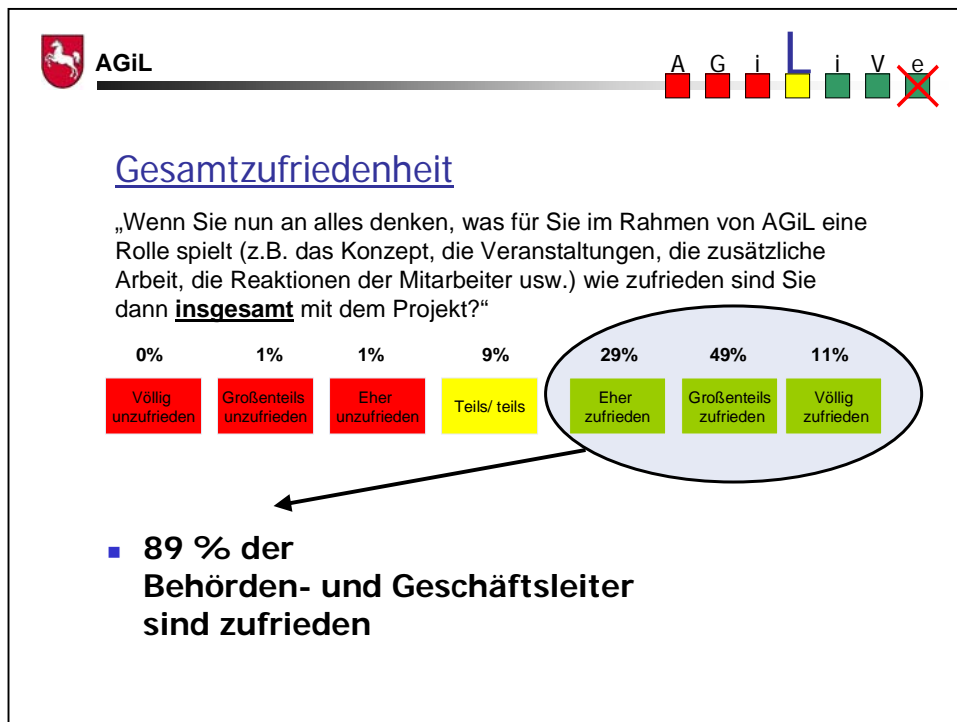 AGiL
A G i L i V e
Gesamtzufriedenheit
„Wenn Sie nun an alles denken, was für Sie im Rahmen von AGiL eine
Rolle spielt (z.B. das Konzept, die Veranstaltungen, die zusätzliche
Arbeit, die Reaktionen der Mitarbeiter usw.) wie zufrieden sind Sie
dann insgesamt mit dem Projekt?“
0% 1% 1% 9% 29% 49% 11%
Völlig unzufrieden
Großenteils unzufrieden
Eher unzufrieden
Teils/ teils
Eher zufrieden
Großenteils zufrieden
Völlig zufrieden
89 % der
Behörden- und Geschäftsleiter
sind zufrieden